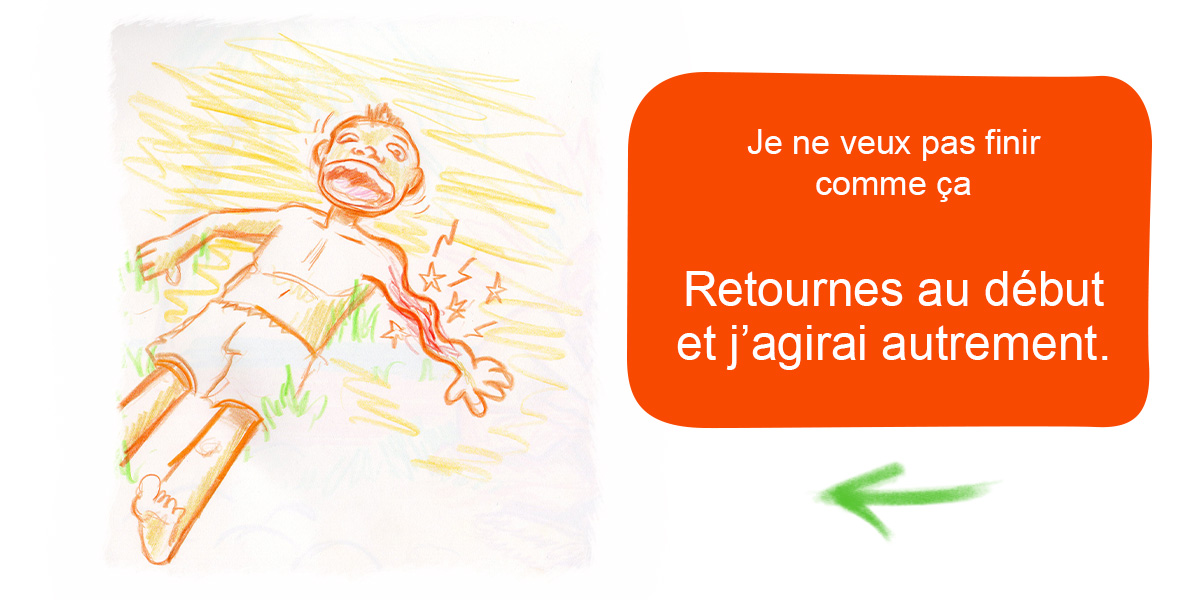 Je ne veux pas finir
comme ça
Retournes au début
et j’agirai autrement.